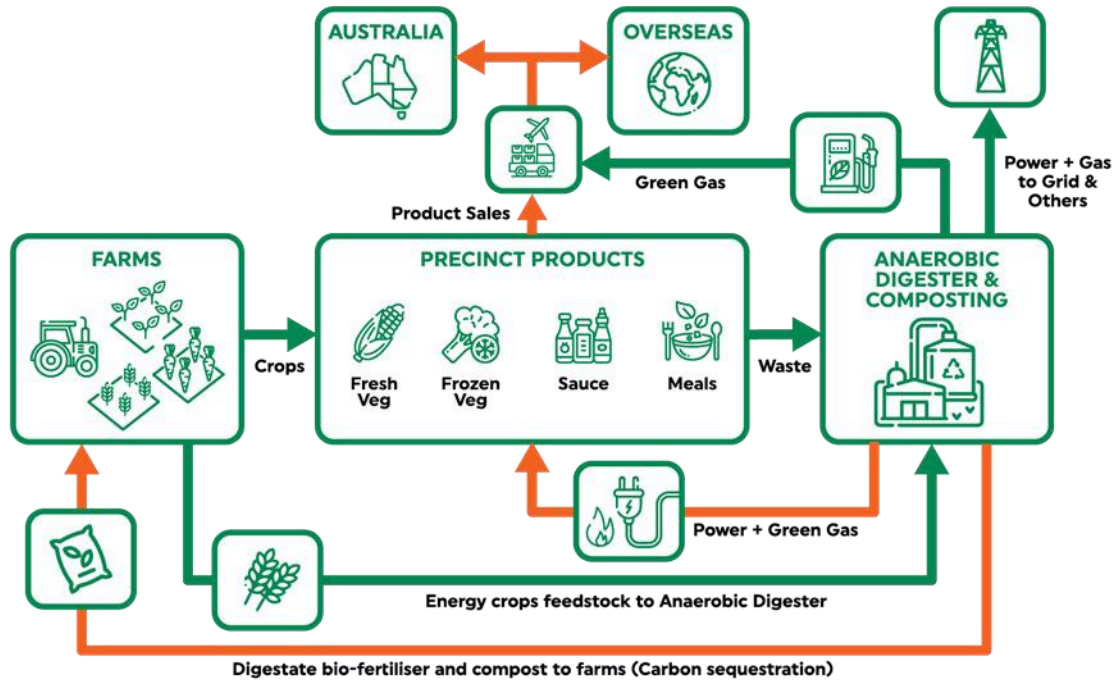 AUSTRALIA
OVERSEAS
Green Gas
Power + Gas
to Grid &
Others
Product Sales
FARMS
PRECINCT PRODUCTS
ANAEROBIC
DIGESTER &
COMPOSTING
Crops
Fresh
Veg
Frozen
Veg
Sauce
Meals
Waste
Power + Green Gas
Energy crops feedstock to Anaerobic Digester
Digestate bio-fertiliser and compost to farms (Carbon sequestration)